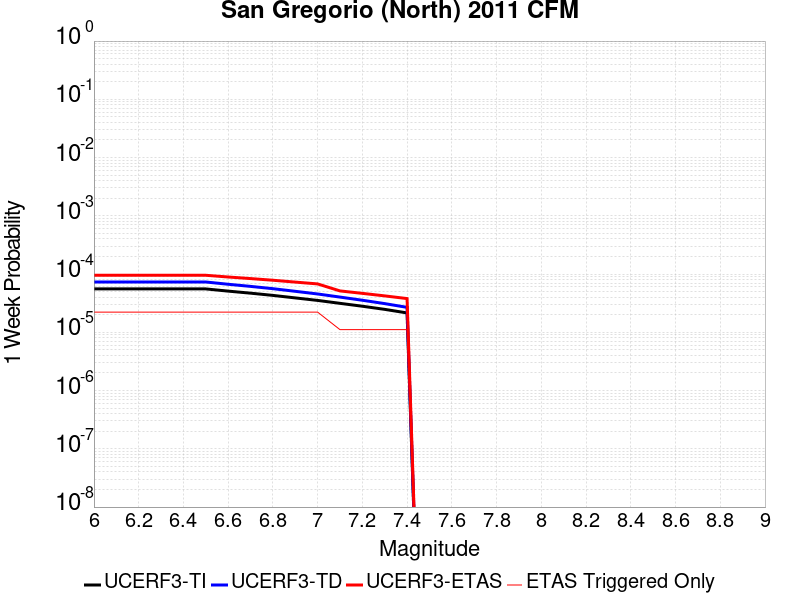 San Gregorio (North) 2011 CFM
1 Week Probability
10^0
10^-1
10^-2
10^-3
10^-4
10^-5
10^-6
10^-7
10^-8
6 6.2 6.4 6.6 6.8 7 7.2 7.4 7.6 7.8 8 8.2 8.4 8.6 8.8 9
Magnitude
UCERF3-TI UCERF3-TD UCERF3-ETAS ETAS Triggered Only